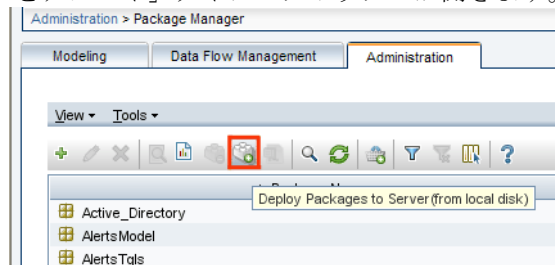 Administration > Package Manager
Modeling
Data Flow Management
Administration
View
Tools
Deploy Packages to Server(from local disk)
Active_Directory
AlertsModel
AlertsTqls